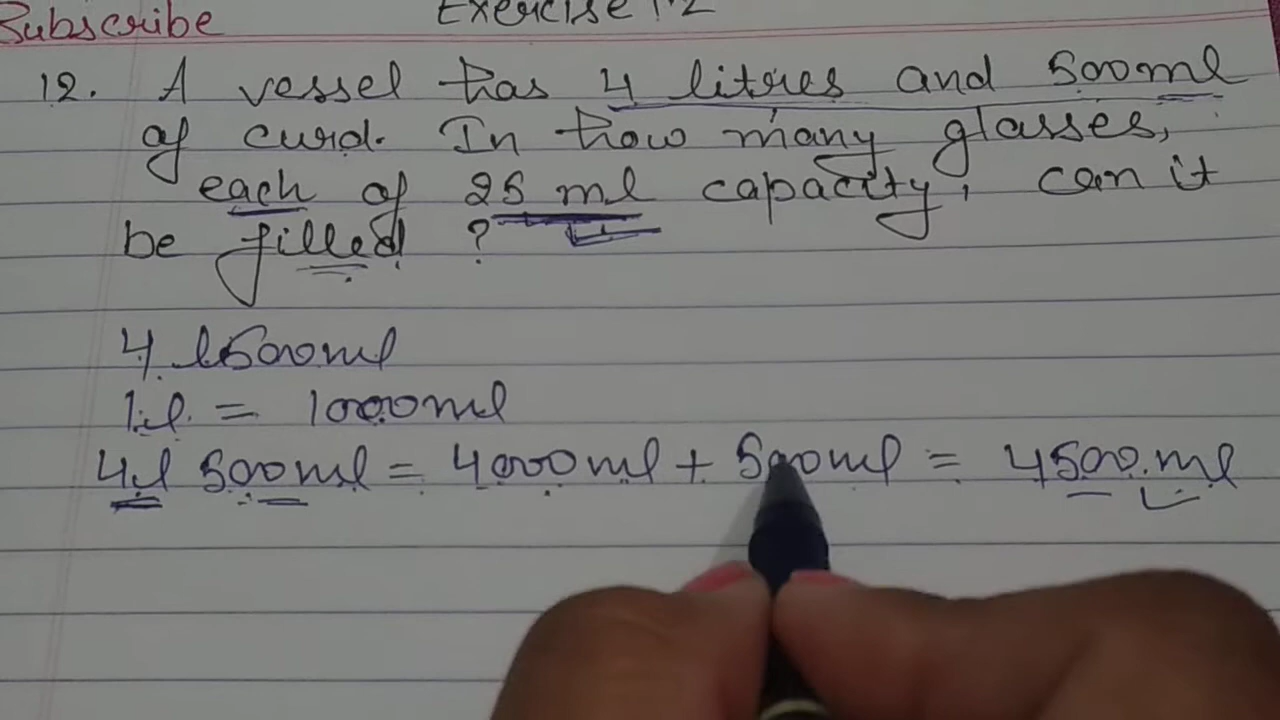 Subscribe Exercise 1.2
12. A vessel has 4 litres and 500ml
of curd. In how many glasses,
each of 25 ml capacity, can it
be filled ?
4 l 500ml
1l = 1000ml
4l 500ml = 4000ml + 500ml = 4500 ml